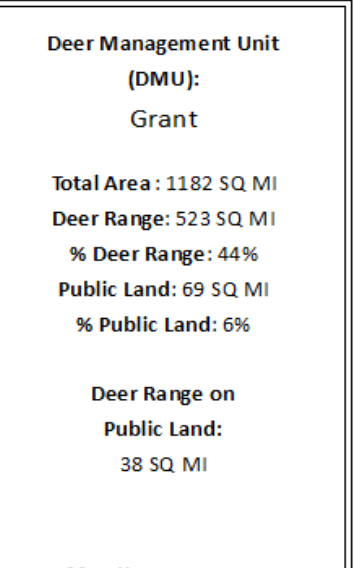 Deer Management Unit
(DMU):
Grant
Total Area : 1182 SQ MI
Deer Range: 523 SQ MI
% Deer Range: 44%
Public Land: 69 SQ MI
% Public Land: 6%
Deer Range on
Public Land:
38 SQ MI